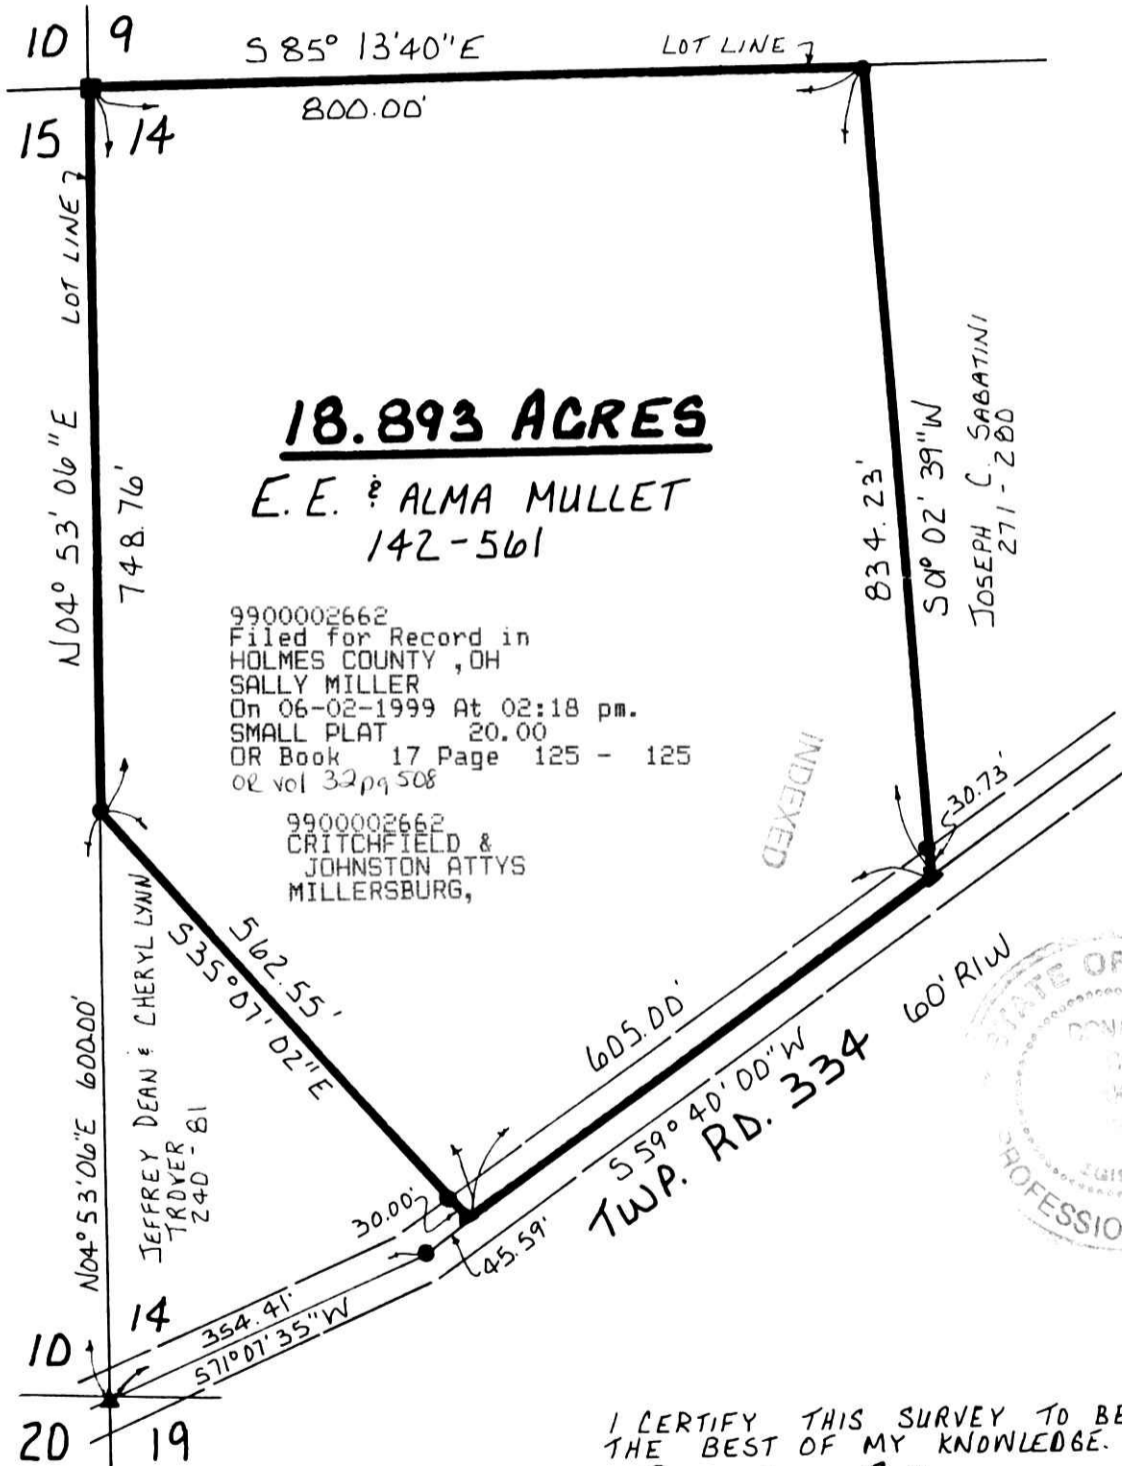 10 9
S 85° 13' 40" E
LOT LINE
800.00'
15 14
LOT LINE
N04° 53' 06" E
748.76'
18.893 ACRES
E. E. & ALMA MULLET
142-561
834.23'
S 01° 02' 39" W
JOSEPH C. SABATINI
271-280
9900002662
Filed for Record in
HOLMES COUNTY ,OH
SALLY MILLER
On 06-02-1999 At 02:18 pm.
SMALL PLAT 20.00
OR Book 17 Page 125 - 125
OR vol 32 pg 508
9900002662
CRITCHFIELD &
JOHNSTON ATTYS
MILLERSBURG,
INDEXED
30.73'
562.55'
S 35° 07' 02" E
605.00'
S 59° 40' 00" W
TWP. RD. 334 60' R/W
N04° 53' 06" E 600.00'
JEFFREY DEAN & CHERYL LYNN
TROYER
240-81
30.00'
45.59'
354.41'
S71° 07' 35" W
10 14
20 19
STATE OF
PROFESSIO
I CERTIFY THIS SURVEY TO BE
THE BEST OF MY KNOWLEDGE.